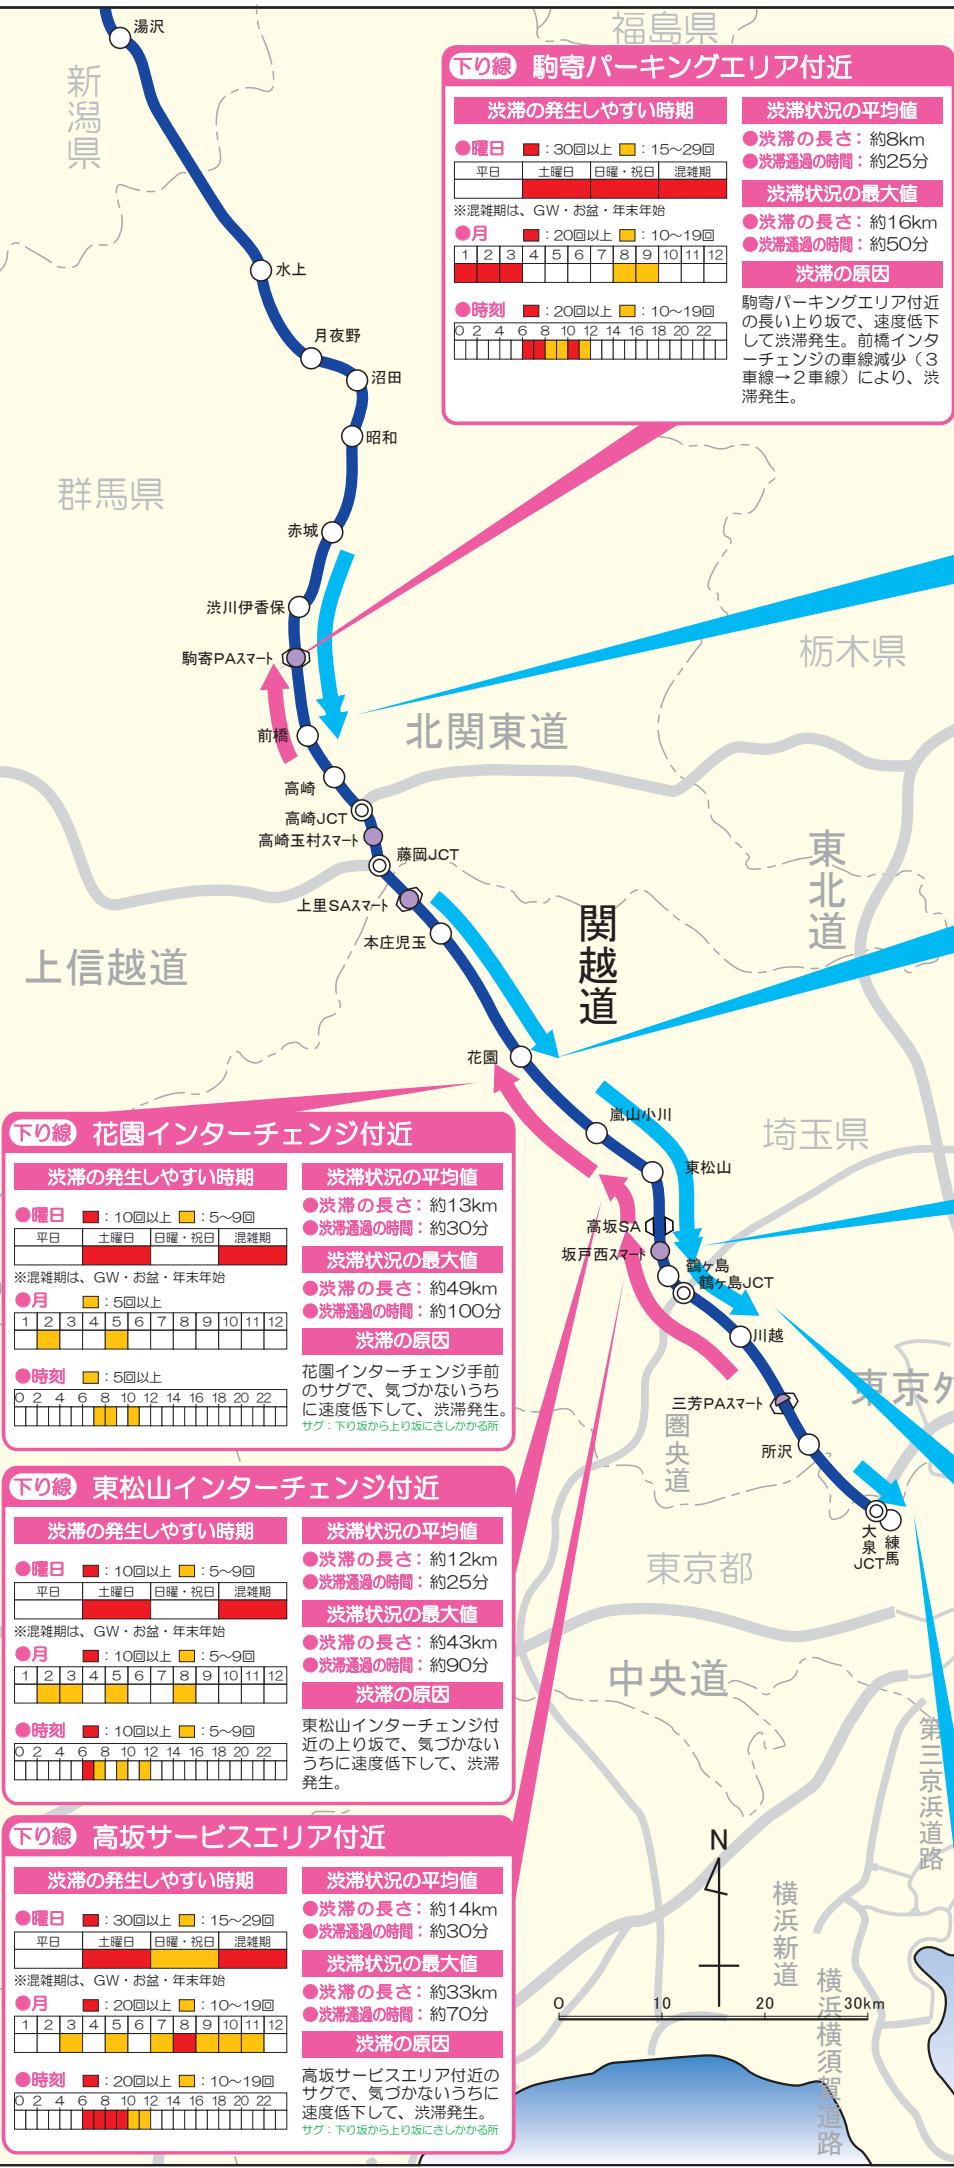 湯沢
福島県
新潟県
下り線 駒寄パーキングエリア付近
渋滞の発生しやすい時期
●曜日 ：30回以上 ：15～29回
平日 土曜日 日曜・祝日 混雑期
※混雑期は、GW・お盆・年末年始
●月 ：20回以上 ：10～19回
1 2 3 4 5 6 7 8 9 10 11 12
●時刻 ：20回以上 ：10～19回
0 2 4 6 8 10 12 14 16 18 20 22
渋滞状況の平均値
●渋滞の長さ：約8km
●渋滞通過の時間：約25分
渋滞状況の最大値
●渋滞の長さ：約16km
●渋滞通過の時間：約50分
渋滞の原因
駒寄パーキングエリア付近
の長い上り坂で、速度低下
して渋滞発生。前橋インタ
ーチェンジの車線減少（3
車線→2車線）により、渋
滞発生。
水上
月夜野
沼田
昭和
群馬県
赤城
渋川伊香保
駒寄PAスマート
栃木県
北関東道
前橋
高崎
高崎JCT
高崎玉村スマート
藤岡JCT
上里SAスマート
本庄児玉
東北道
関越道
上信越道
花園
嵐山小川
埼玉県
東松山
高坂SA
坂戸西スマート
鶴ヶ島
鶴ヶ島JCT
川越
三芳PAスマート
東京外
圏央道
所沢
大泉JCT
練馬
東京都
中央道
第三京浜道路
横浜新道
横浜横須賀道路
N
0 10 20 30km
下り線 花園インターチェンジ付近
渋滞の発生しやすい時期
●曜日 ：10回以上 ：5～9回
平日 土曜日 日曜・祝日 混雑期
※混雑期は、GW・お盆・年末年始
●月 ：5回以上
1 2 3 4 5 6 7 8 9 10 11 12
●時刻 ：5回以上
0 2 4 6 8 10 12 14 16 18 20 22
渋滞状況の平均値
●渋滞の長さ：約13km
●渋滞通過の時間：約30分
渋滞状況の最大値
●渋滞の長さ：約49km
●渋滞通過の時間：約100分
渋滞の原因
花園インターチェンジ手前
のサグで、気づかないうち
に速度低下して、渋滞発生。
サグ：下り坂から上り坂にさしかかる所
下り線 東松山インターチェンジ付近
渋滞の発生しやすい時期
●曜日 ：10回以上 ：5～9回
平日 土曜日 日曜・祝日 混雑期
※混雑期は、GW・お盆・年末年始
●月 ：10回以上 ：5～9回
1 2 3 4 5 6 7 8 9 10 11 12
●時刻 ：10回以上 ：5～9回
0 2 4 6 8 10 12 14 16 18 20 22
渋滞状況の平均値
●渋滞の長さ：約12km
●渋滞通過の時間：約25分
渋滞状況の最大値
●渋滞の長さ：約43km
●渋滞通過の時間：約90分
渋滞の原因
東松山インターチェンジ付
近の上り坂で、気づかない
うちに速度低下して、渋滞
発生。
下り線 高坂サービスエリア付近
渋滞の発生しやすい時期
●曜日 ：30回以上 ：15～29回
平日 土曜日 日曜・祝日 混雑期
※混雑期は、GW・お盆・年末年始
●月 ：20回以上 ：10～19回
1 2 3 4 5 6 7 8 9 10 11 12
●時刻 ：20回以上 ：10～19回
0 2 4 6 8 10 12 14 16 18 20 22
渋滞状況の平均値
●渋滞の長さ：約14km
●渋滞通過の時間：約30分
渋滞状況の最大値
●渋滞の長さ：約33km
●渋滞通過の時間：約70分
渋滞の原因
高坂サービスエリア付近の
サグで、気づかないうちに
速度低下して、渋滞発生。
サグ：下り坂から上り坂にさしかかる所